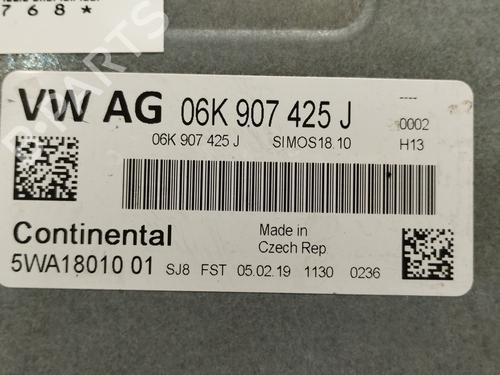 768*
VW AG 06K 907 425 J
----
0002
06K 907 425 J SIMOS18.10 H13
Continental
Made in
Czech Rep.
5WA18010 01 SJ8 FST 05.02.19 1130 0236